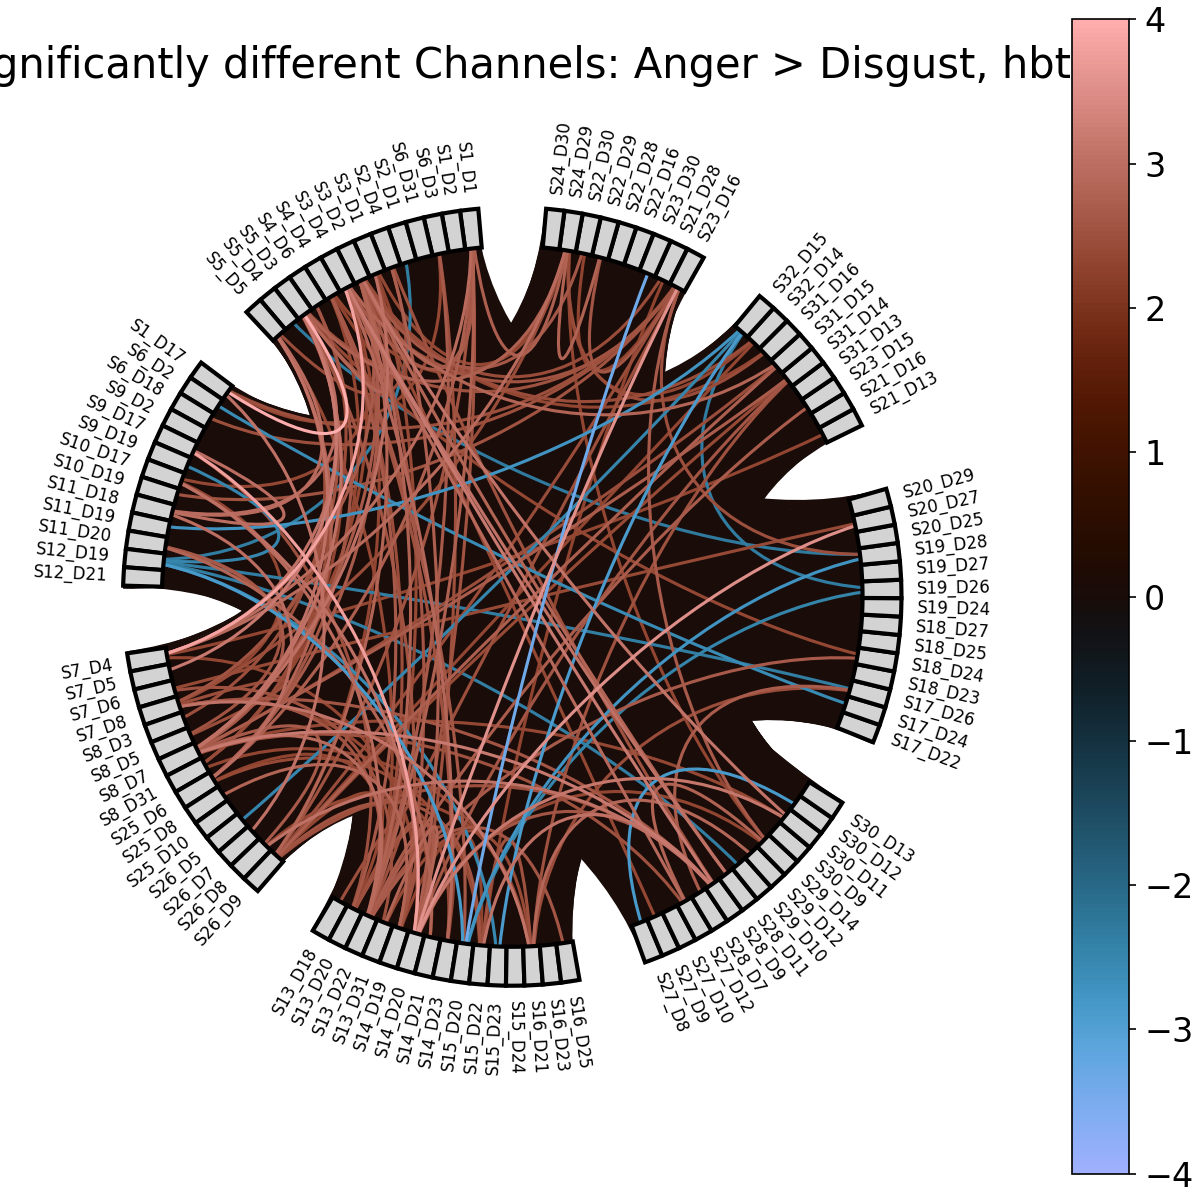 gnificantly different Channels: Anger > Disgust, hbt
4
3
2
1
0
−1
−2
−3
−4
S24_D30
S24_D29
S22_D30
S22_D29
S22_D28
S22_D16
S23_D30
S21_D28
S23_D16
S32_D15
S32_D14
S31_D16
S31_D15
S31_D14
S31_D13
S23_D15
S21_D16
S21_D13
S20_D29
S20_D27
S20_D25
S19_D28
S19_D27
S19_D26
S19_D24
S18_D27
S18_D25
S18_D24
S18_D23
S17_D26
S17_D24
S17_D22
S30_D13
S30_D12
S30_D11
S30_D9
S29_D14
S29_D12
S29_D10
S28_D11
S28_D9
S28_D7
S27_D12
S27_D10
S27_D9
S27_D8
S16_D25
S16_D23
S16_D21
S15_D24
S15_D23
S15_D22
S15_D20
S14_D23
S14_D21
S14_D20
S14_D19
S13_D31
S13_D22
S13_D20
S13_D18
S26_D9
S26_D8
S26_D7
S26_D5
S25_D10
S25_D8
S25_D6
S8_D31
S8_D7
S8_D5
S8_D3
S7_D8
S7_D6
S7_D5
S7_D4
S12_D21
S12_D19
S11_D20
S11_D19
S11_D18
S10_D19
S10_D17
S9_D19
S9_D17
S9_D2
S6_D18
S6_D2
S1_D17
S5_D5
S5_D4
S5_D3
S4_D6
S4_D4
S3_D4
S3_D2
S3_D1
S2_D4
S2_D1
S6_D31
S6_D3
S1_D2
S1_D1